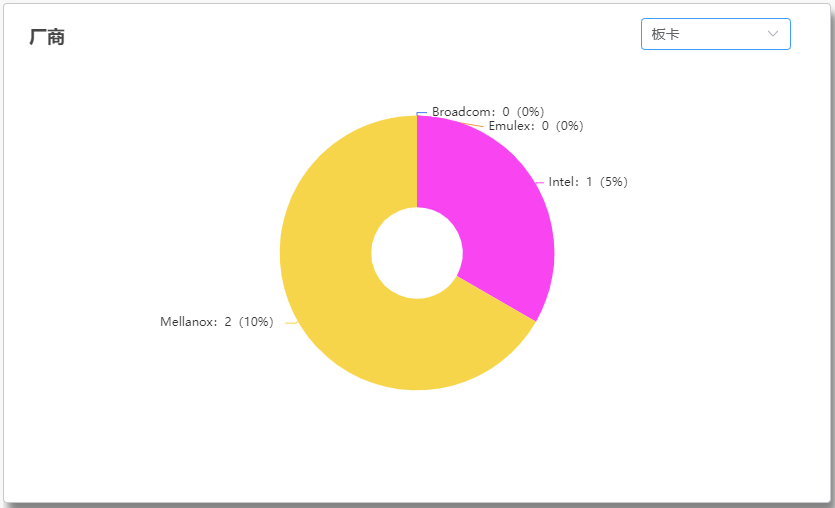 厂商
板卡
Broadcom：0（0%）
Emulex：0（0%）
Intel：1（5%）
Mellanox：2（10%）